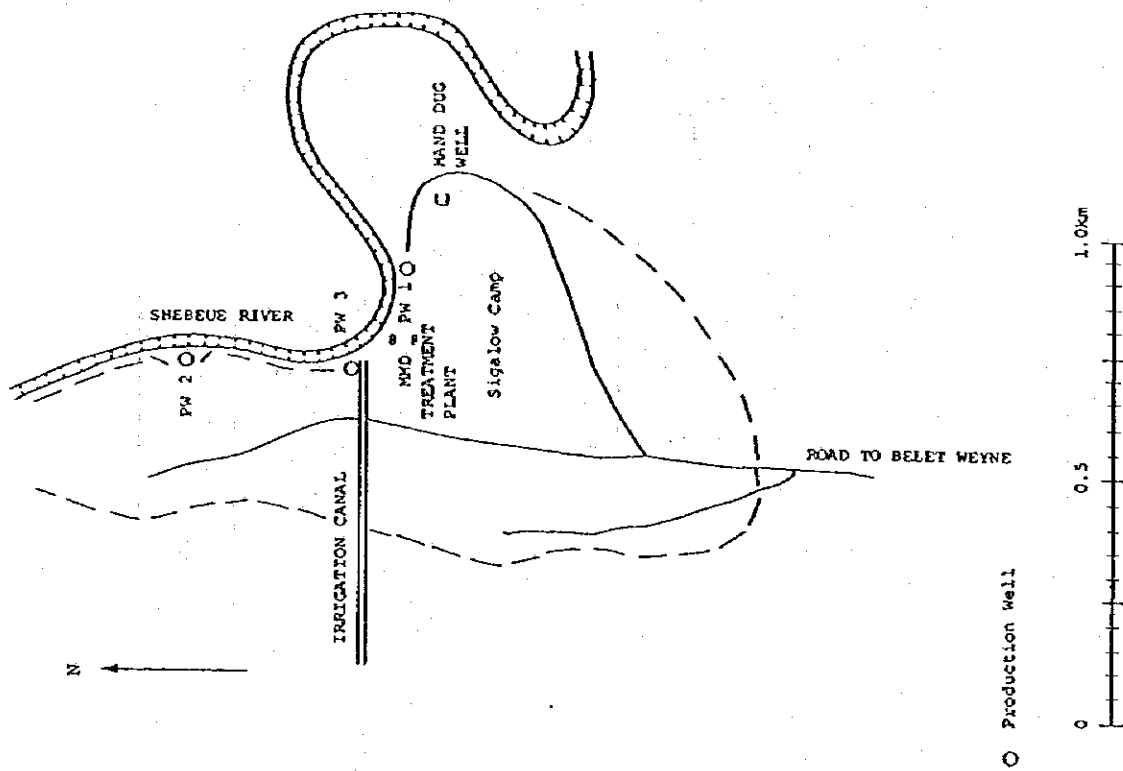 N
SHEBEUE RIVER
PW 2
PW 3
PW 1
IRRIGATION CANAL
MMD
TREATMENT
PLANT
HAND DUG
WELL
Sigalow Camp
ROAD TO BELET WEYNE
Production Well
0
0.5
1.0km